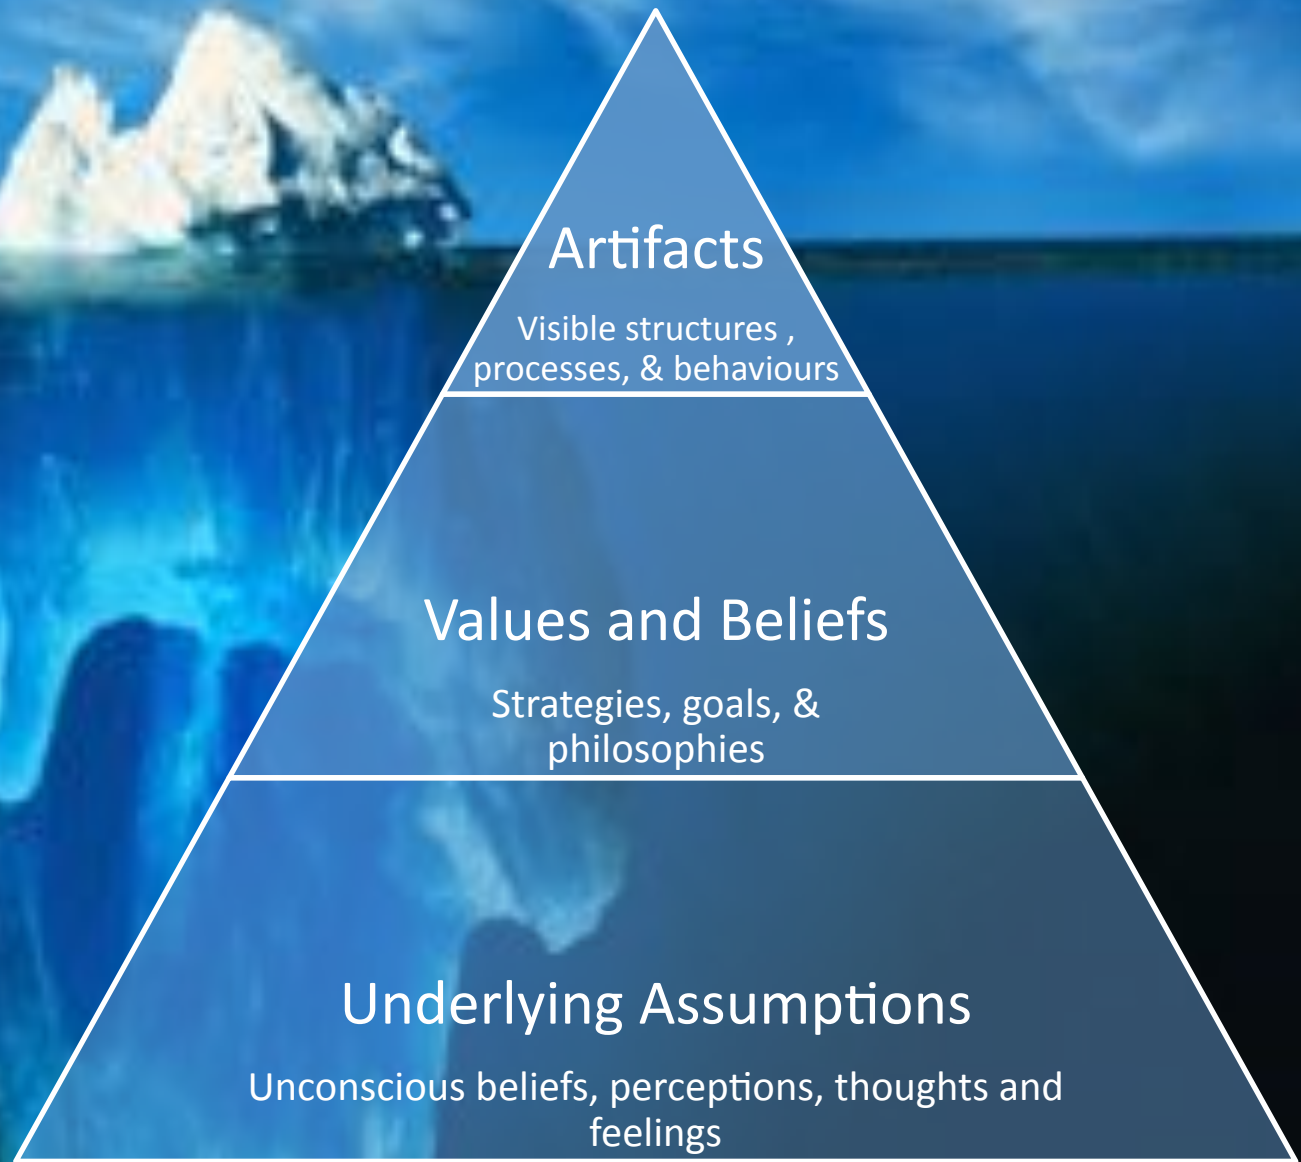 Artifacts
Visible structures ,
processes, & behaviours
Values and Beliefs
Strategies, goals, &
philosophies
Underlying Assumptions
Unconscious beliefs, perceptions, thoughts and
feelings